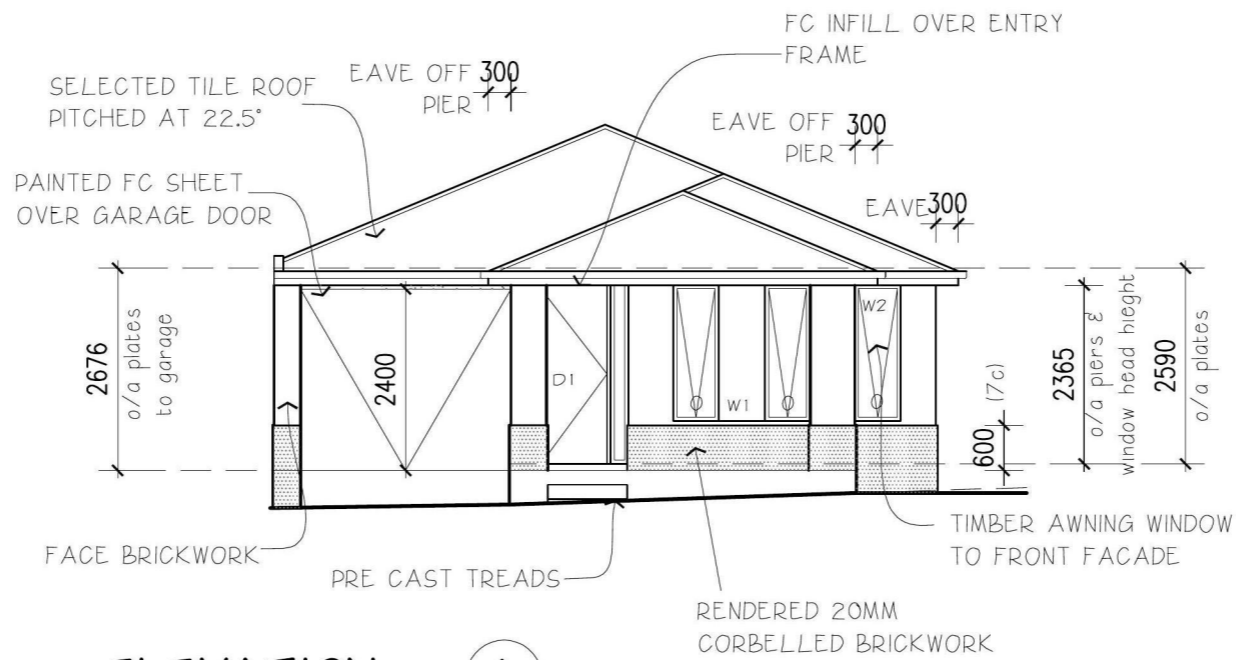 FC INFILL OVER ENTRY
FRAME
EAVE OFF 300
PIER
SELECTED TILE ROOF
PITCHED AT 22.5°
EAVE OFF 300
PIER
PAINTED FC SHEET
OVER GARAGE DOOR
EAVE 300
2676
o/a plates
to garage
2400
D1
W1
W2
600
(7c)
2365
o/a piers &
window head hieght
2590
o/a plates
FACE BRICKWORK
PRE CAST TREADS
TIMBER AWNING WINDOW
TO FRONT FACADE
RENDERED 20MM
CORBELLED BRICKWORK